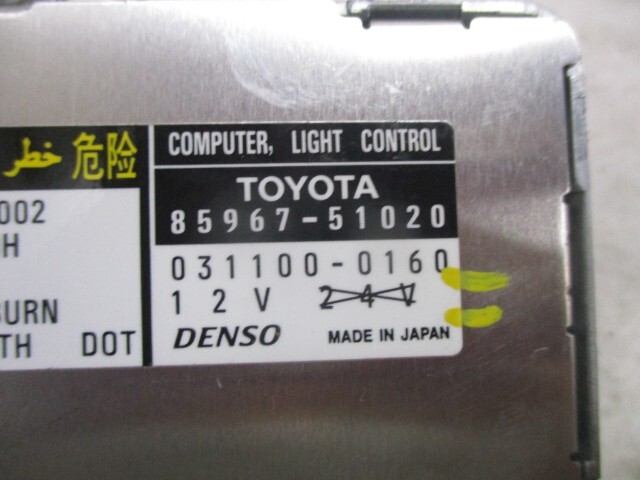 خطر 危险
002
H
BURN
TH DOT
COMPUTER, LIGHT CONTROL
TOYOTA
85967-51020
031100-0160
12V 24V
DENSO MADE IN JAPAN